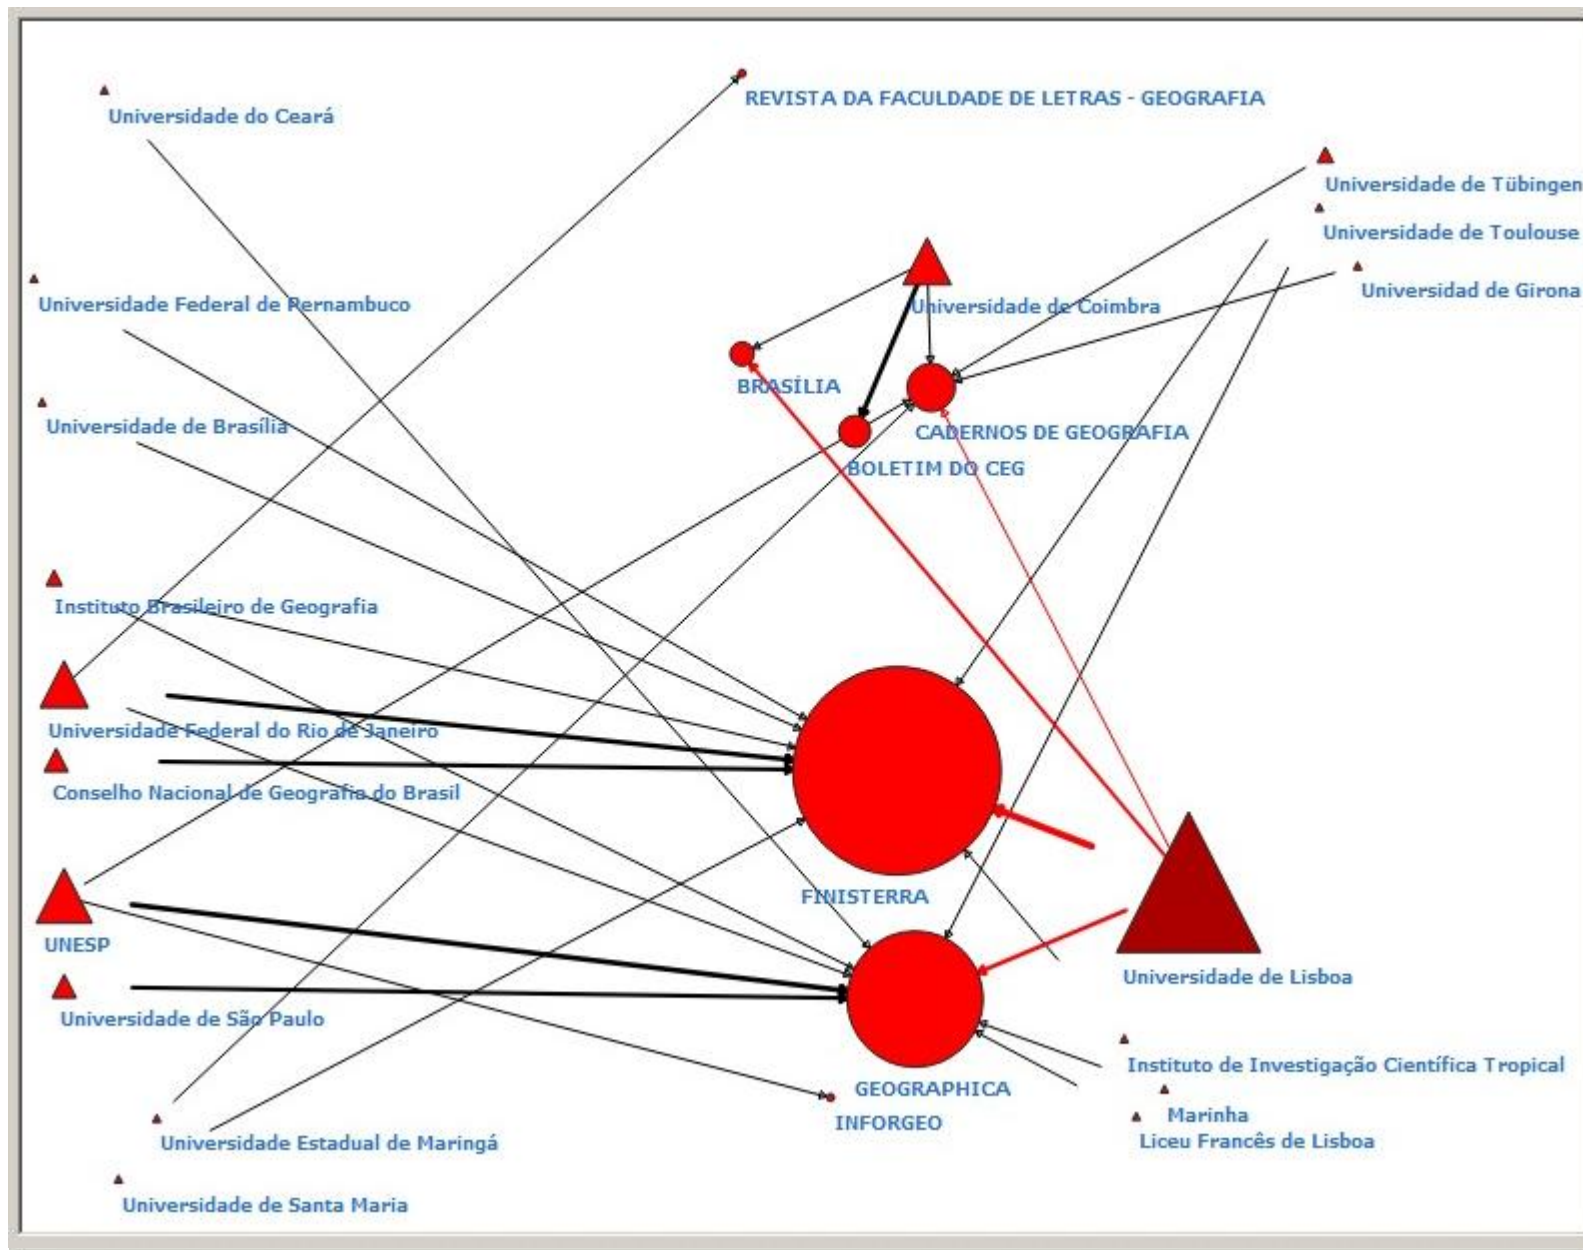 REVISTA DA FACULDADE DE LETRAS - GEOGRAFIA
Universidade do Ceará
Universidade de Tübingen
Universidade de Toulouse
Universidad de Girona
Universidade Federal de Pernambuco
Universidade de Coimbra
BRASÍLIA
Universidade de Brasília
CADERNOS DE GEOGRAFIA
BOLETIM DO CEG
Instituto Brasileiro de Geografia
Universidade Federal do Rio de Janeiro
Conselho Nacional de Geografia do Brasil
FINISTERRA
UNESP
Universidade de Lisboa
Universidade de São Paulo
Instituto de Investigação Científica Tropical
GEOGRAPHICA
Marinha
INFORGEO
Liceu Francês de Lisboa
Universidade Estadual de Maringá
Universidade de Santa Maria